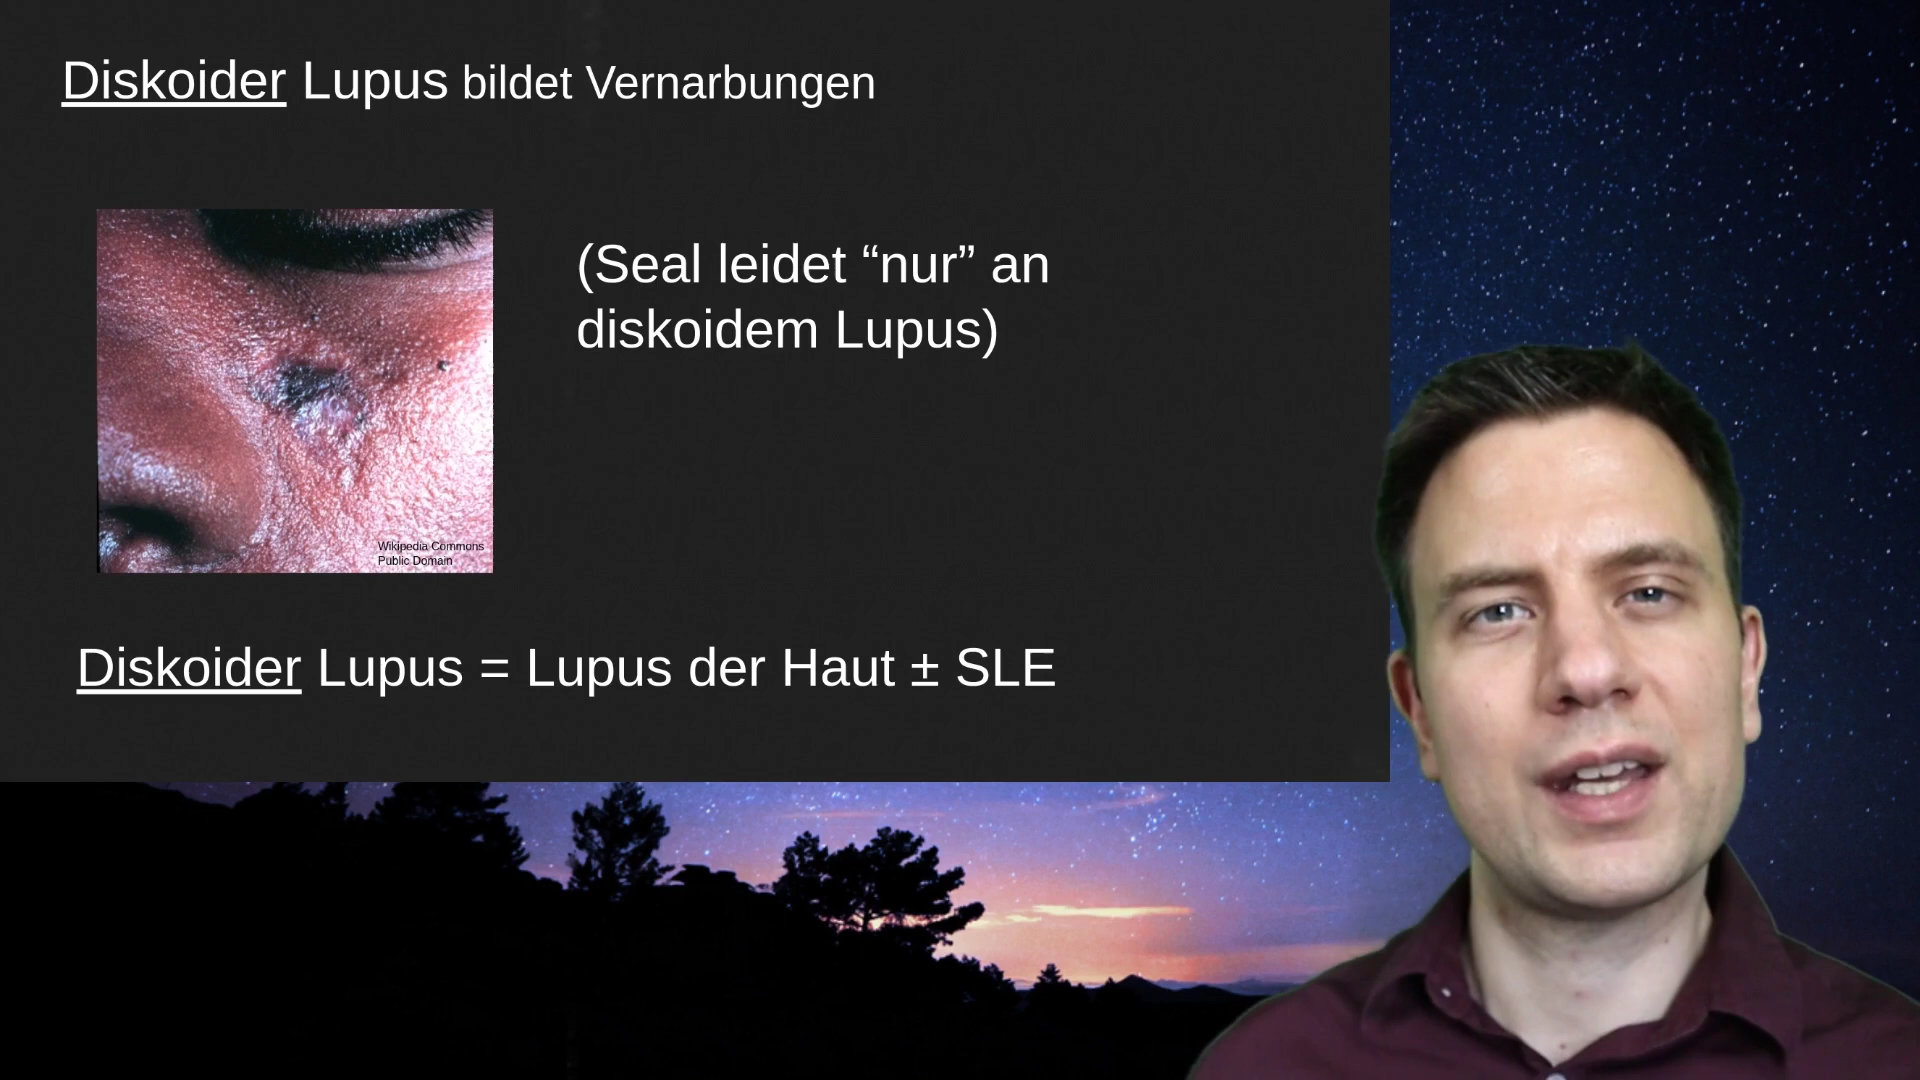 Diskoider Lupus bildet Vernarbungen
(Seal leidet “nur” an
diskoidem Lupus)
Wikipedia Commons
Public Domain
Diskoider Lupus = Lupus der Haut ± SLE